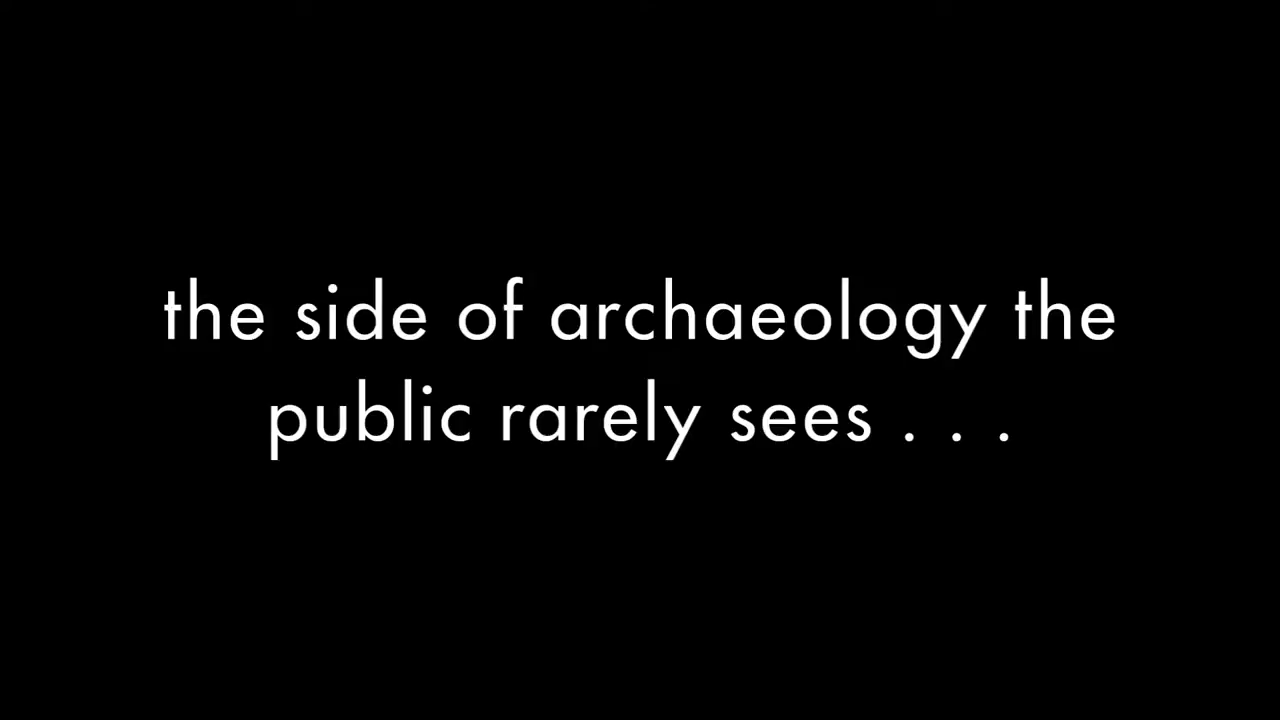 the side of archaeology the
public rarely sees . . .